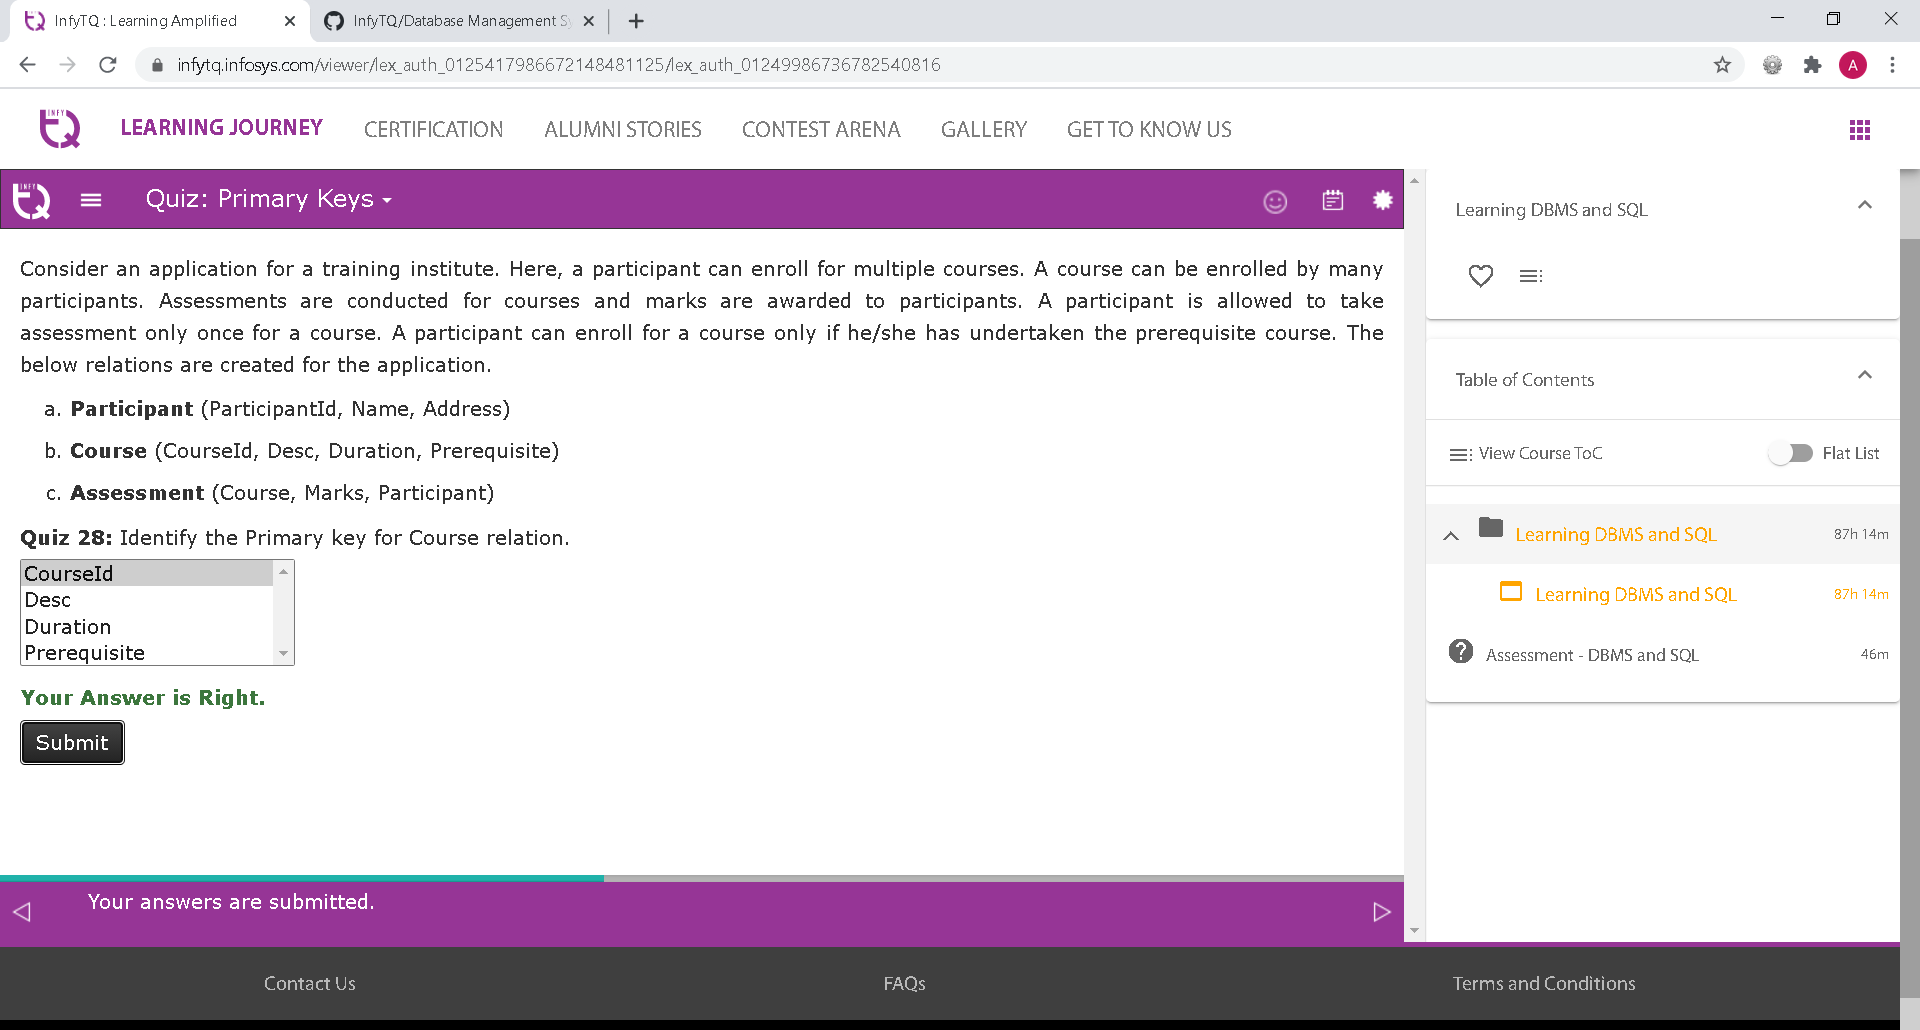 InfyTQ : Learning Amplified
InfyTQ/Database Management Sy
infytq.infosys.com/viewer/lex_auth_0125417986672148481125/lex_auth_01249986736782540816
A
INFY
TQ
LEARNING JOURNEY
CERTIFICATION
ALUMNI STORIES
CONTEST ARENA
GALLERY
GET TO KNOW US
INFY
TQ
Quiz: Primary Keys
Consider an application for a training institute. Here, a participant can enroll for multiple courses. A course can be enrolled by many
participants. Assessments are conducted for courses and marks are awarded to participants. A participant is allowed to take
assessment only once for a course. A participant can enroll for a course only if he/she has undertaken the prerequisite course. The
below relations are created for the application.
a. Participant (ParticipantId, Name, Address)
b. Course (CourseId, Desc, Duration, Prerequisite)
c. Assessment (Course, Marks, Participant)
Quiz 28: Identify the Primary key for Course relation.
CourseId
Desc
Duration
Prerequisite
Your Answer is Right.
Submit
Your answers are submitted.
Learning DBMS and SQL
Table of Contents
View Course ToC
Flat List
Learning DBMS and SQL 87h 14m
Learning DBMS and SQL 87h 14m
Assessment - DBMS and SQL 46m
Contact Us
FAQs
Terms and Conditions